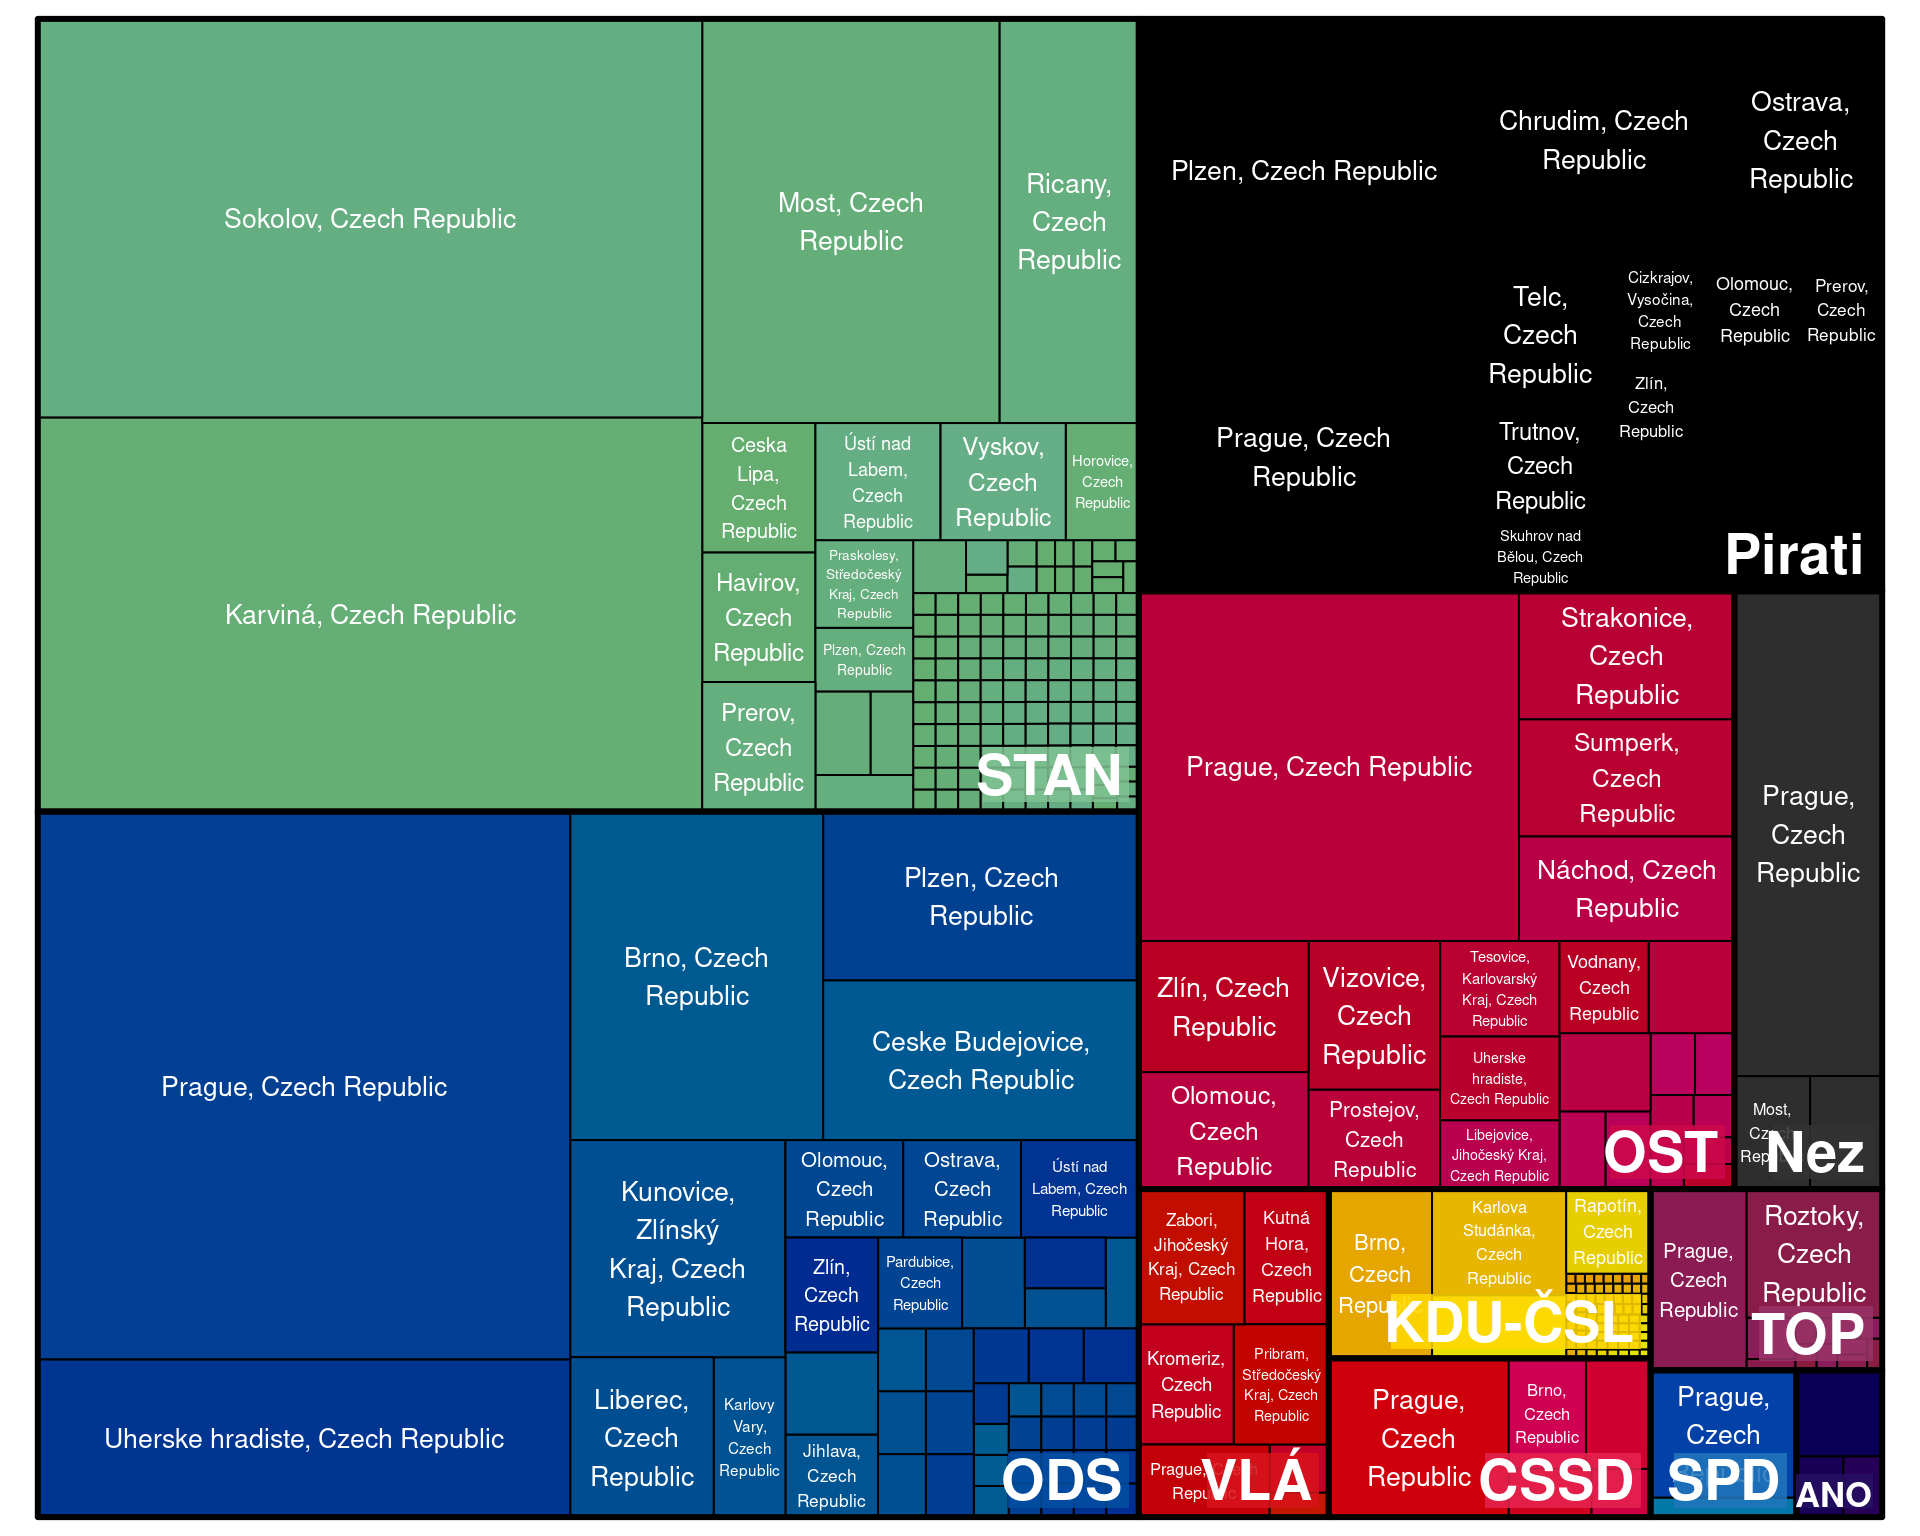 Sokolov, Czech Republic
Most, Czech
Republic
Ricany,
Czech
Republic
Karviná, Czech Republic
Ceska
Lipa,
Czech
Republic
Ústí nad
Labem,
Czech
Republic
Vyskov,
Czech
Republic
Horovice,
Czech
Republic
Havirov,
Czech
Republic
Praskolesy,
Středočeský
Kraj, Czech
Republic
Plzen, Czech
Republic
Prerov,
Czech
Republic
STAN
Plzen, Czech Republic
Chrudim, Czech
Republic
Ostrava,
Czech
Republic
Prague, Czech
Republic
Telc,
Czech
Republic
Cizkrajov,
Vysočina,
Czech
Republic
Olomouc,
Czech
Republic
Prerov,
Czech
Republic
Zlín,
Czech
Republic
Trutnov,
Czech
Republic
Skuhrov nad
Bělou, Czech
Republic
Pirati
Prague, Czech Republic
Brno, Czech
Republic
Plzen, Czech
Republic
Ceske Budejovice,
Czech Republic
Uherske hradiste, Czech Republic
Kunovice,
Zlínský
Kraj, Czech
Republic
Olomouc,
Czech
Republic
Ostrava,
Czech
Republic
Ústí nad
Labem, Czech
Republic
Zlín,
Czech
Republic
Pardubice,
Czech
Republic
Liberec,
Czech
Republic
Karlovy
Vary,
Czech
Republic
Jihlava,
Czech
Republic
ODS
Prague, Czech Republic
Strakonice,
Czech
Republic
Sumperk,
Czech
Republic
Náchod, Czech
Republic
Zlín, Czech
Republic
Vizovice,
Czech
Republic
Tesovice,
Karlovarský
Kraj, Czech
Republic
Vodnany,
Czech
Republic
Olomouc,
Czech
Republic
Prostejov,
Czech
Republic
Uherske
hradiste,
Czech Republic
Libejovice,
Jihočeský Kraj,
Czech Republic
OST
Prague,
Czech
Republic
Most,
Nez
Zabori,
Jihočeský
Kraj, Czech
Republic
Kutná
Hora,
Czech
Republic
Kromeriz,
Czech
Republic
Pribram,
Středočeský
Kraj, Czech
Republic
Prague,
VLÁ
Brno,
Czech
Karlova
Studánka,
Czech
Republic
Rapotín,
Czech
Republic
KDU-ČSL
Prague,
Czech
Republic
Roztoky,
Czech
Republic
TOP
Prague,
Czech
Republic
Brno,
Czech
Republic
CSSD
Prague,
Czech
SPD
ANO